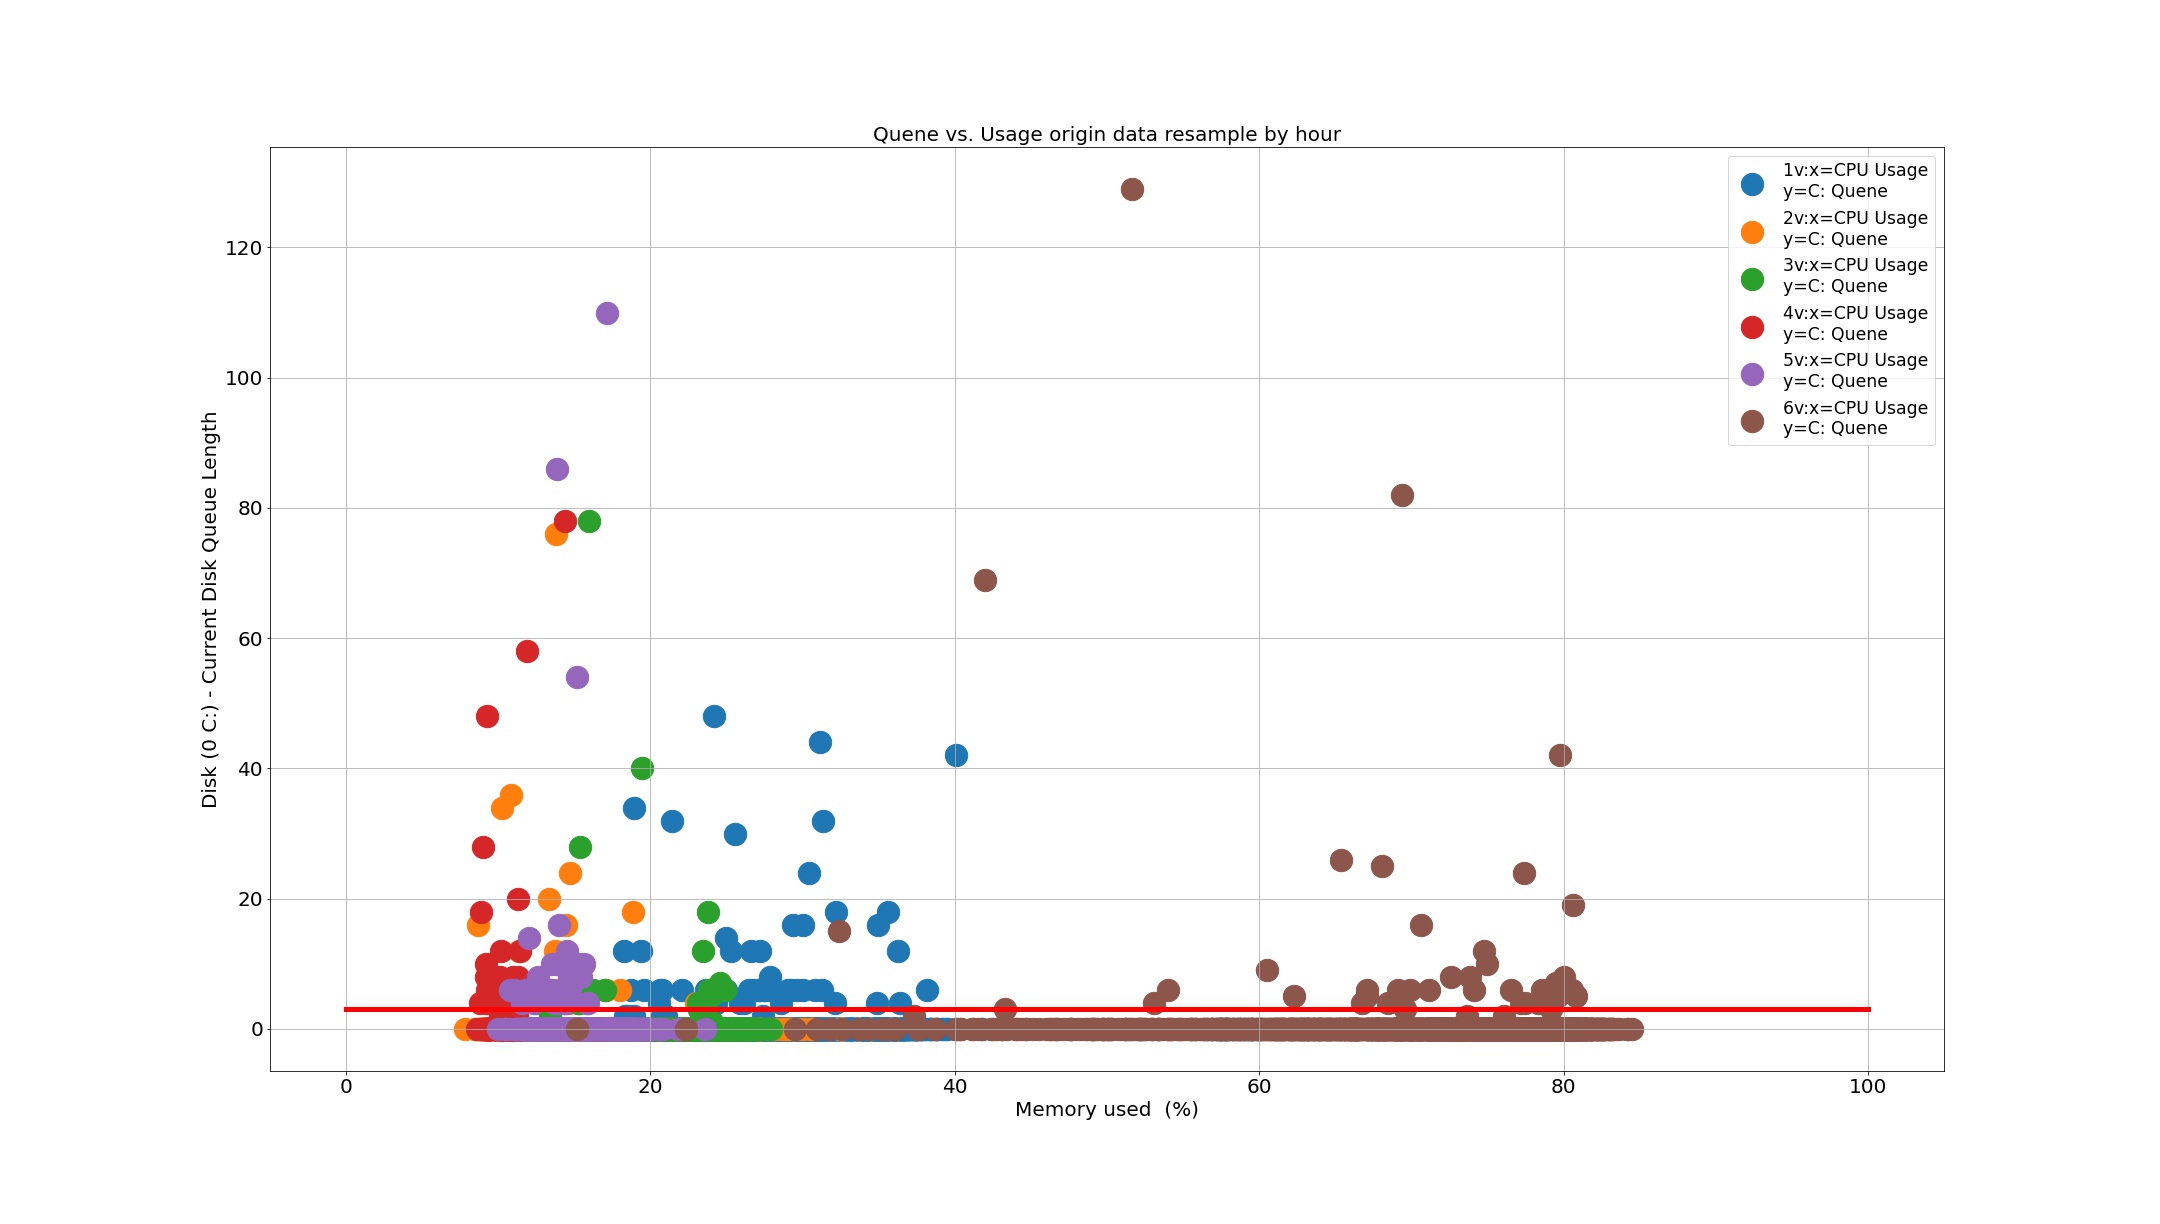 Quene vs. Usage origin data resample by hour
1v:x=CPU Usage
y=C: Quene
2v:x=CPU Usage
y=C: Quene
3v:x=CPU Usage
y=C: Quene
4v:x=CPU Usage
y=C: Quene
5v:x=CPU Usage
y=C: Quene
6v:x=CPU Usage
y=C: Quene
Disk (0 C:) - Current Disk Queue Length
120
100
80
60
40
20
0
0 20 40 60 80 100
Memory used  (%)